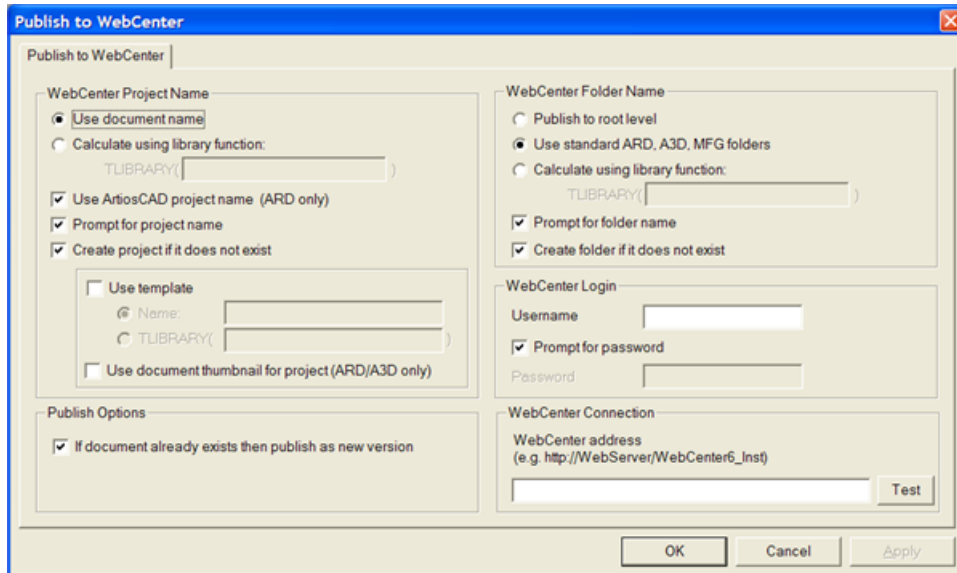 Publish to WebCenter
Publish to WebCenter
WebCenter Project Name
Use document name
Calculate using library function:
TLIBRARY( )
Use ArtiosCAD project name (ARD only)
Prompt for project name
Create project if it does not exist
Use template
Name:
TLIBRARY( )
Use document thumbnail for project (ARD/A3D only)
Publish Options
If document already exists then publish as new version
WebCenter Folder Name
Publish to root level
Use standard ARD, A3D, MFG folders
Calculate using library function:
TLIBRARY( )
Prompt for folder name
Create folder if it does not exist
WebCenter Login
Username
Prompt for password
Password
WebCenter Connection
WebCenter address
(e.g. http://WebServer/WebCenter6_Inst)
Test
OK Cancel Apply